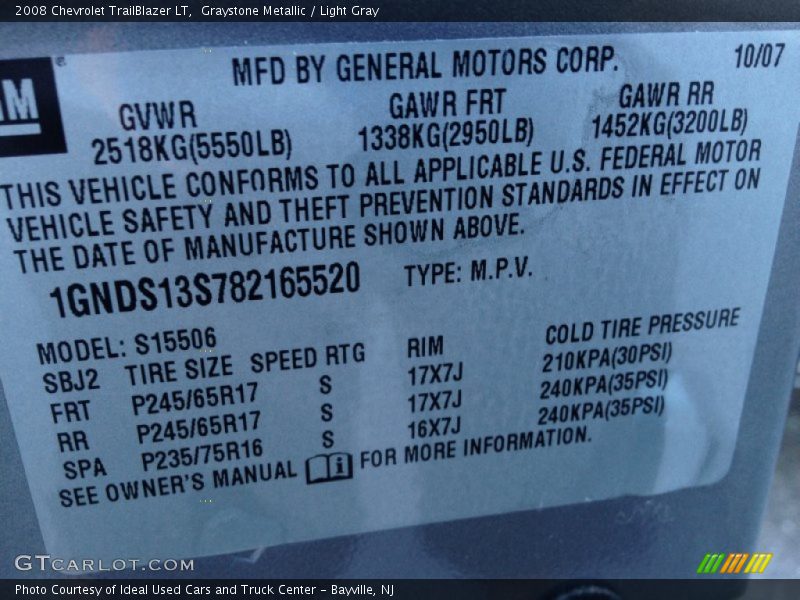 2008 Chevrolet TrailBlazer LT, Graystone Metallic / Light Gray
MFD BY GENERAL MOTORS CORP. 10/07
GM
GVWR GAWR FRT GAWR RR
2518KG(5550LB) 1338KG(2950LB) 1452KG(3200LB)
THIS VEHICLE CONFORMS TO ALL APPLICABLE U.S. FEDERAL MOTOR
VEHICLE SAFETY AND THEFT PREVENTION STANDARDS IN EFFECT ON
THE DATE OF MANUFACTURE SHOWN ABOVE.
1GNDS13S782165520 TYPE: M.P.V.
MODEL: S15506
SBJ2 TIRE SIZE SPEED RTG RIM COLD TIRE PRESSURE
FRT P245/65R17 S 17X7J 210KPA(30PSI)
RR P245/65R17 S 17X7J 240KPA(35PSI)
SPA P235/75R16 S 16X7J 240KPA(35PSI)
SEE OWNER'S MANUAL FOR MORE INFORMATION.
GTCARLOT.COM
Photo Courtesy of Ideal Used Cars and Truck Center - Bayville, NJ